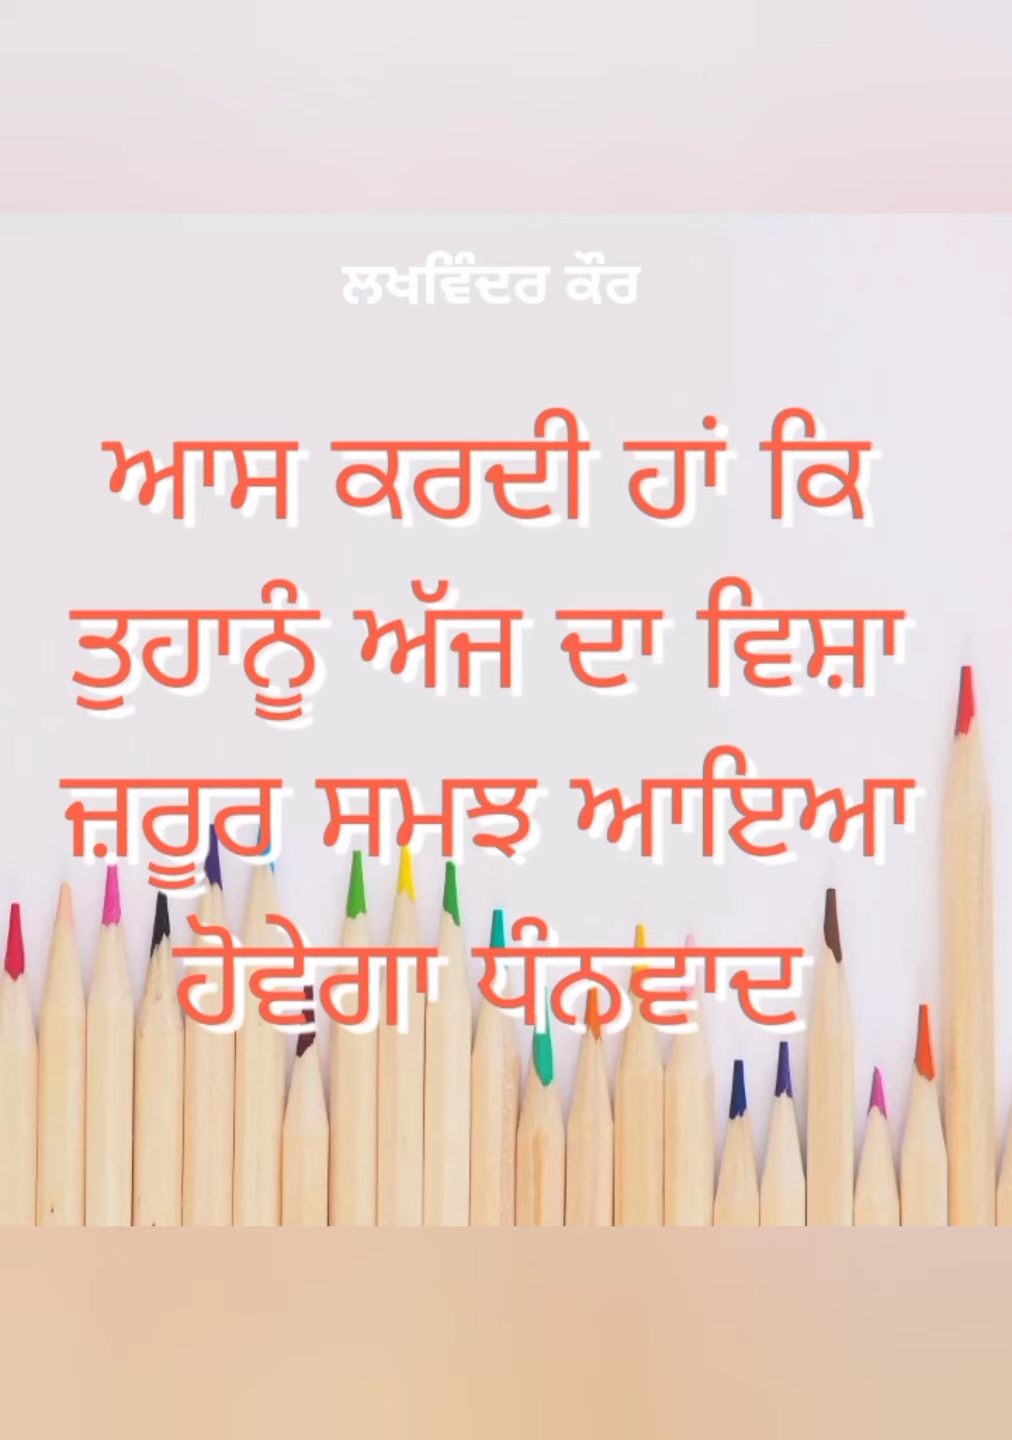 ਲਖਵਿੰਦਰ ਕੌਰ
ਆਸ ਕਰਦੀ ਹਾਂ ਕਿ
ਤੁਹਾਨੂੰ ਅੱਜ ਦਾ ਵਿਸ਼ਾ
ਜ਼ਰੂਰ ਸਮਝ ਆਇਆ
ਹੋਵੇਗਾ ਧੰਨਵਾਦ